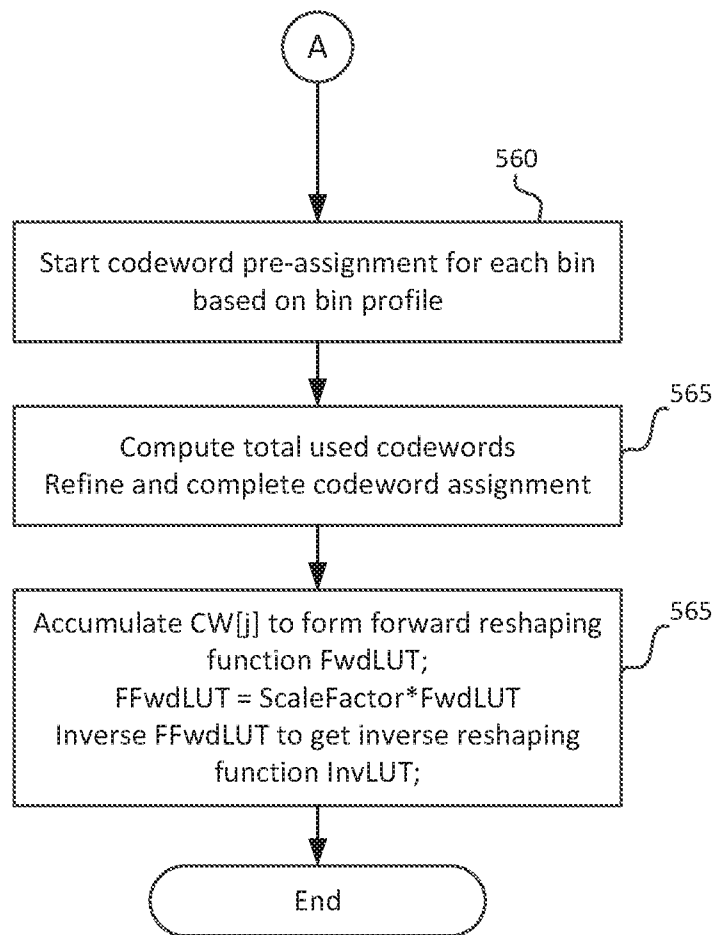 A
560
Start codeword pre-assignment for each bin
based on bin profile
565
Compute total used codewords
Refine and complete codeword assignment
565
Accumulate CW[j] to form forward reshaping
function FwdLUT;
FFwdLUT = ScaleFactor*FwdLUT
Inverse FFwdLUT to get inverse reshaping
function InvLUT;
End